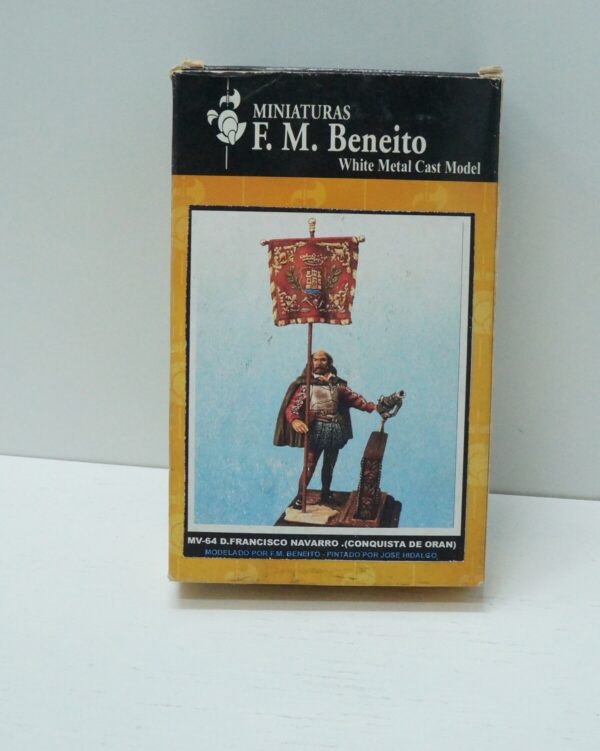 MINIATURAS
F. M. Beneito
White Metal Cast Model
MV-64 D.FRANCISCO NAVARRO .(CONQUISTA DE ORAN)
MODELADO POR F.M. BENEITO - PINTADO POR JOSE HIDALGO